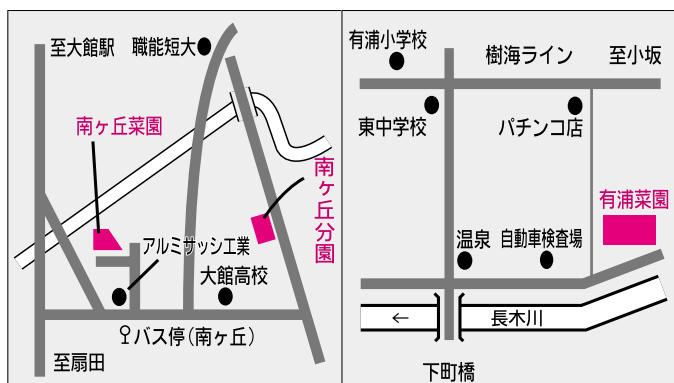 至大館駅
職能短大
南ヶ丘菜園
南ヶ丘分園
アルミサッシ工業
大館高校
バス停(南ヶ丘)
至扇田
有浦小学校
樹海ライン
至小坂
東中学校
パチンコ店
有浦菜園
温泉
自動車検査場
←
長木川
下町橋